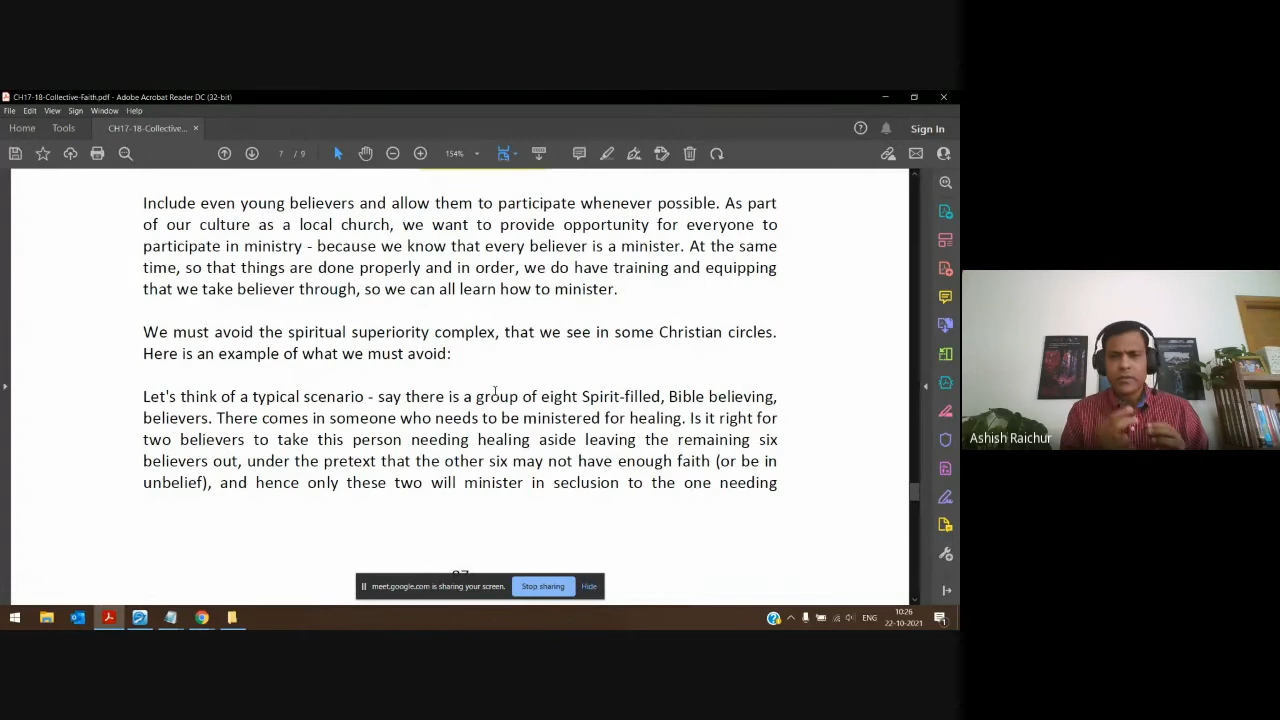 CH17-18-Collective-Faith.pdf - Adobe Acrobat Reader DC (32-bit)
File Edit View Sign Window Help
Home Tools CH17-18-Collective... × Sign In
7 / 9 154%
Include even young believers and allow them to participate whenever possible. As part
of our culture as a local church, we want to provide opportunity for everyone to
participate in ministry - because we know that every believer is a minister. At the same
time, so that things are done properly and in order, we do have training and equipping
that we take believer through, so we can all learn how to minister.
We must avoid the spiritual superiority complex, that we see in some Christian circles.
Here is an example of what we must avoid:
Let's think of a typical scenario - say there is a group of eight Spirit-filled, Bible believing,
believers. There comes in someone who needs to be ministered for healing. Is it right for
two believers to take this person needing healing aside leaving the remaining six
believers out, under the pretext that the other six may not have enough faith (or be in
unbelief), and hence only these two will minister in seclusion to the one needing
Ashish Raichur
meet.google.com is sharing your screen. Stop sharing Hide
ENG 10:26
22-10-2021